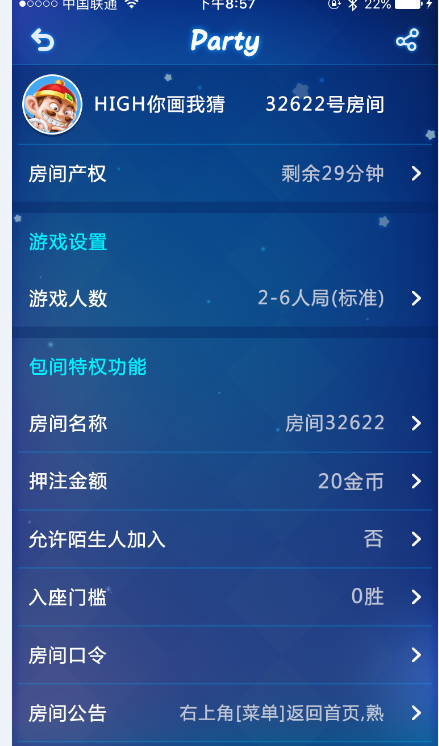 中国联通 下午8:57 22%
Party
HIGH你画我猜 32622号房间
房间产权 剩余29分钟
游戏设置
游戏人数 2-6人局(标准)
包间特权功能
房间名称 房间32622
押注金额 20金币
允许陌生人加入 否
入座门槛 0胜
房间口令
房间公告 右上角[菜单]返回首页,熟